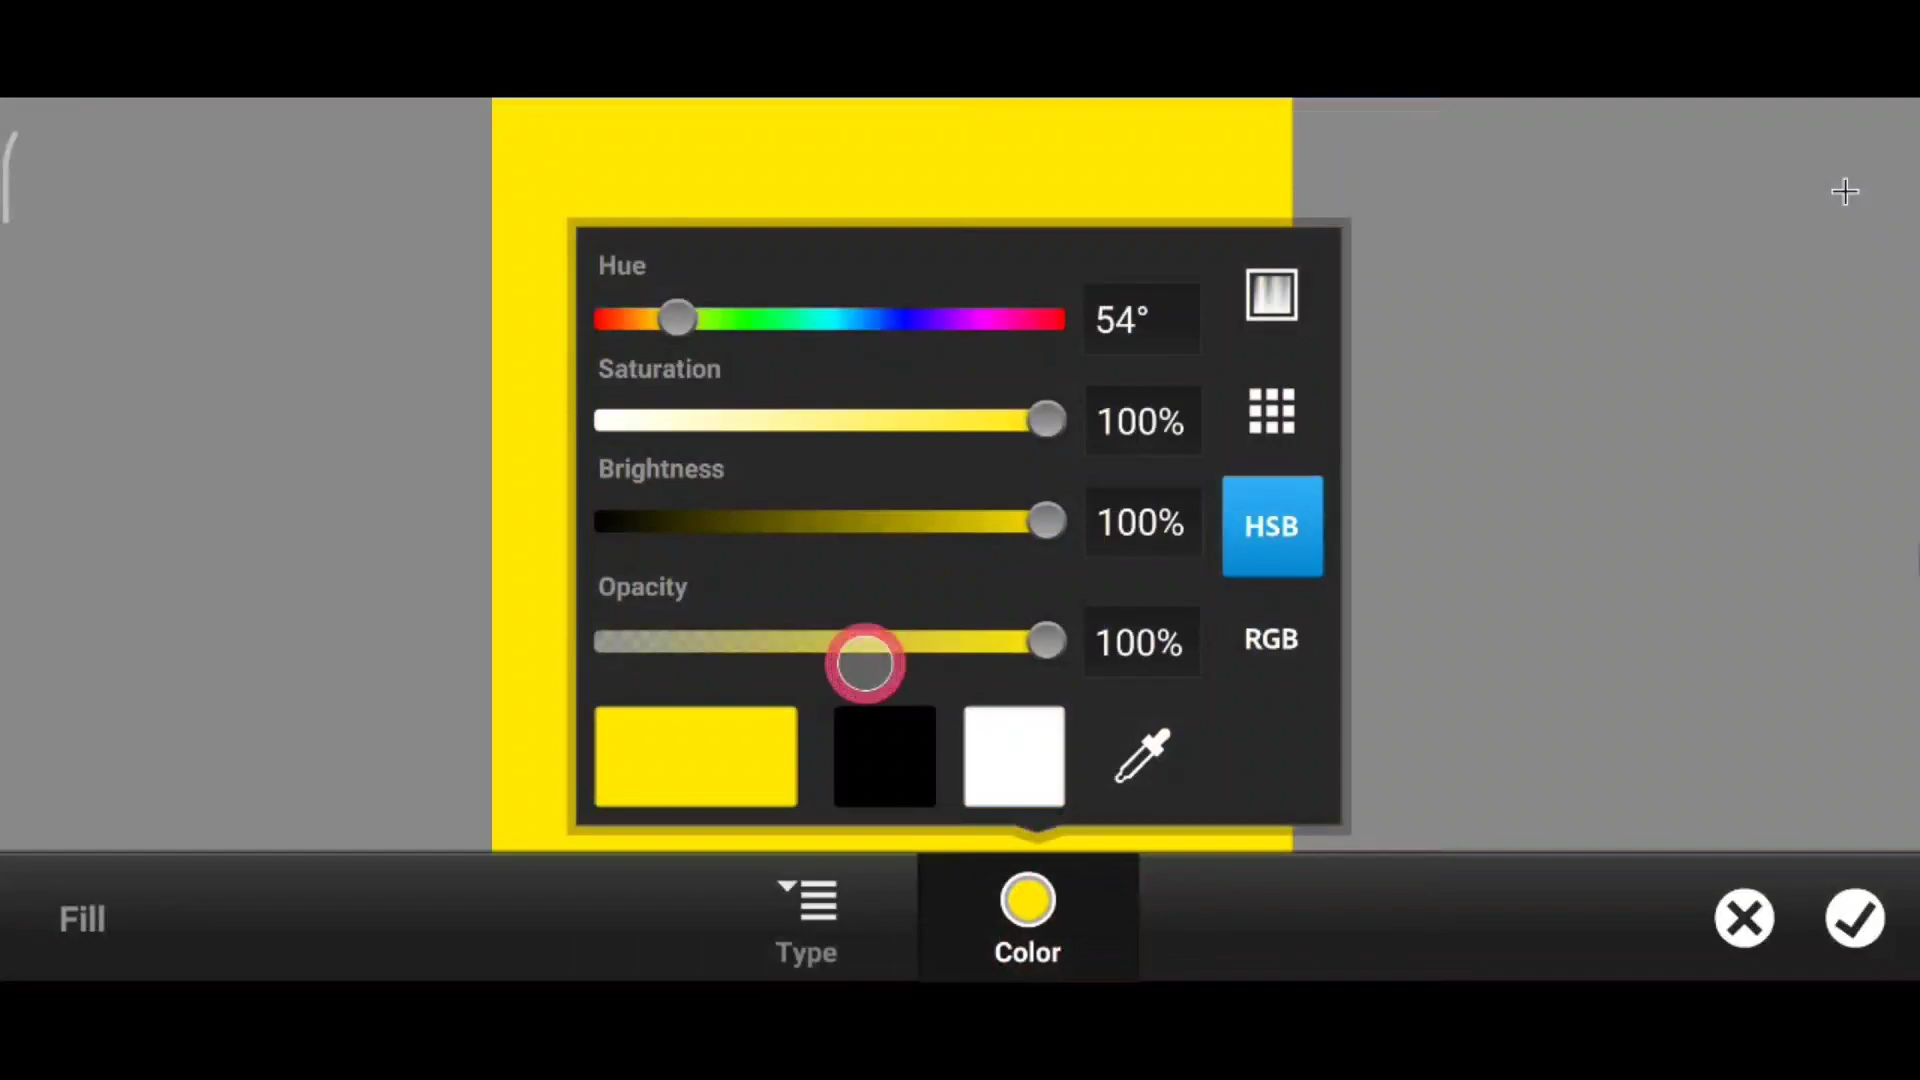 Hue
54°
Saturation
100%
Brightness
100%
HSB
Opacity
100%
RGB
Fill
Type
Color